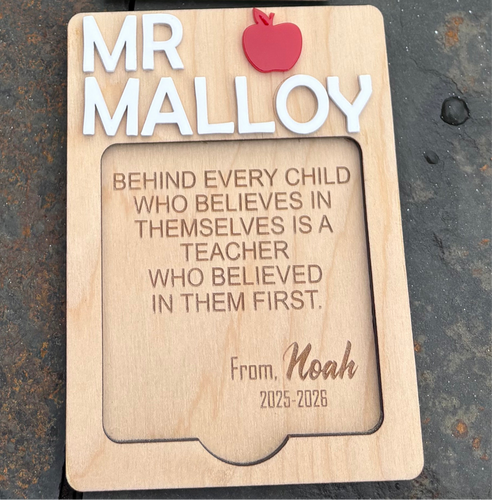 MR
MALLOY
BEHIND EVERY CHILD
WHO BELIEVES IN
THEMSELVES IS A
TEACHER
WHO BELIEVED
IN THEM FIRST.
From, Noah
2025-2026